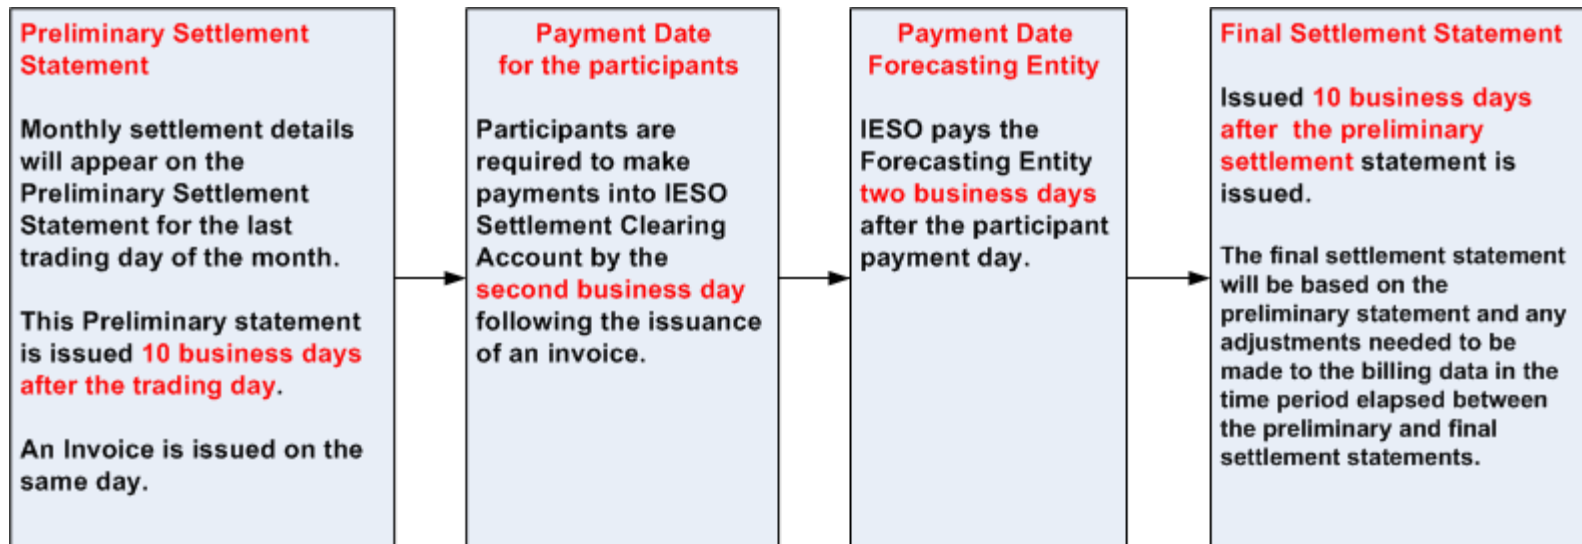 Preliminary Settlement
Statement
Monthly settlement details
will appear on the
Preliminary Settlement
Statement for the last
trading day of the month.
This Preliminary statement
is issued 10 business days
after the trading day.
An Invoice is issued on the
same day.
Payment Date
for the participants
Participants are
required to make
payments into IESO
Settlement Clearing
Account by the
second business day
following the issuance
of an invoice.
Payment Date
Forecasting Entity
IESO pays the
Forecasting Entity
two business days
after the participant
payment day.
Final Settlement Statement
Issued 10 business days
after the preliminary
settlement statement is
issued.
The final settlement statement
will be based on the
preliminary statement and any
adjustments needed to be
made to the billing data in the
time period elapsed between
the preliminary and final
settlement statements.